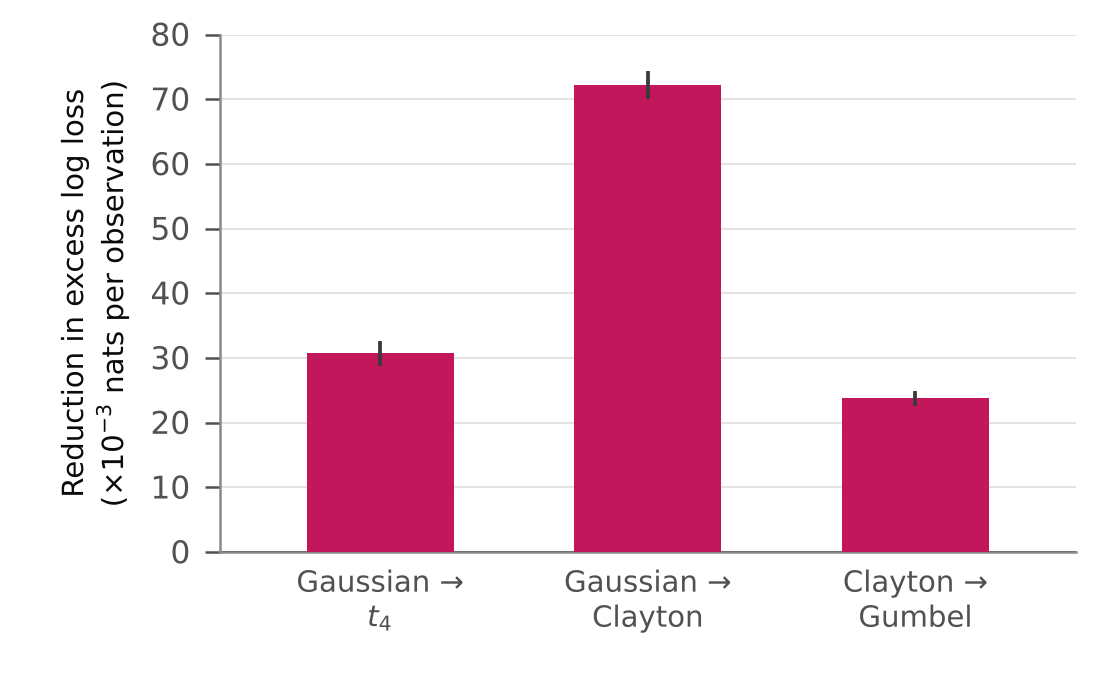 Reduction in excess log loss
(×10⁻³ nats per observation)
80
70
60
50
40
30
20
10
0
Gaussian →
t₄
Gaussian →
Clayton
Clayton →
Gumbel